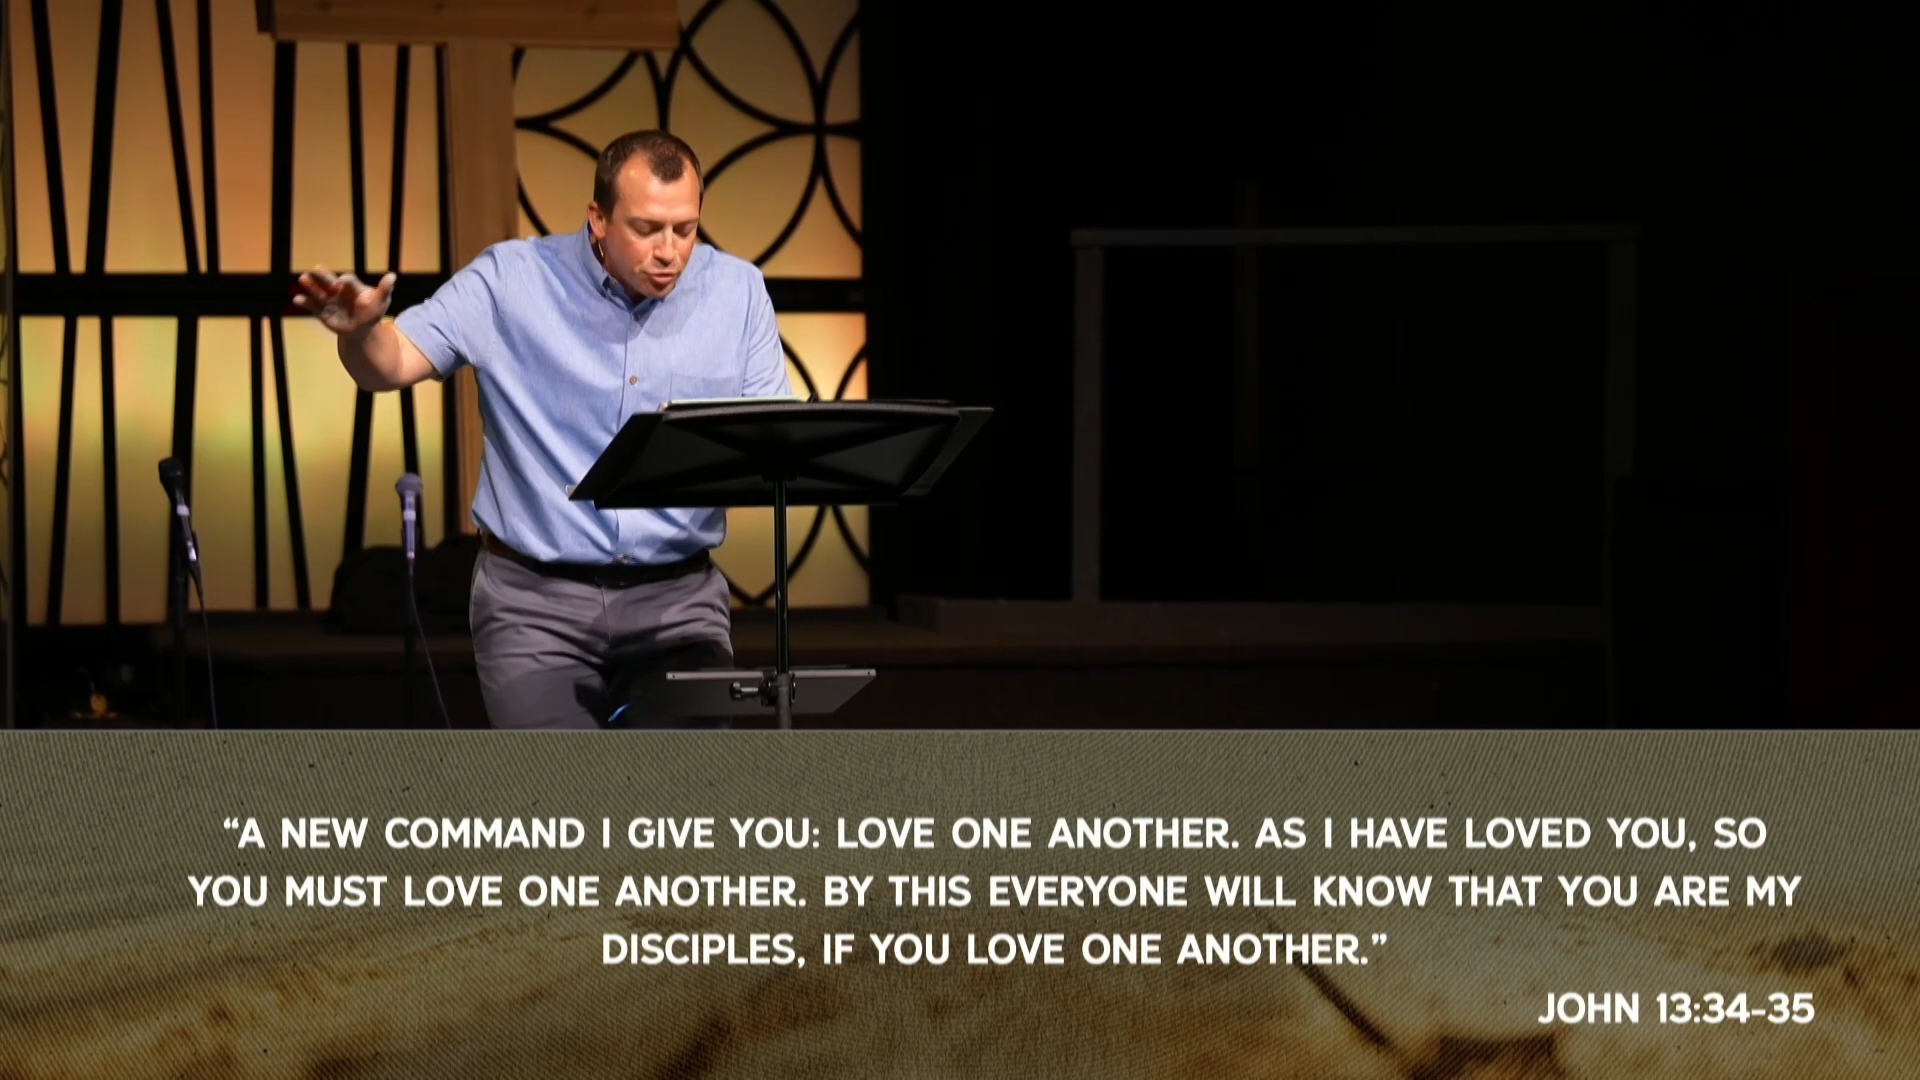 “A NEW COMMAND I GIVE YOU: LOVE ONE ANOTHER. AS I HAVE LOVED YOU, SO
YOU MUST LOVE ONE ANOTHER. BY THIS EVERYONE WILL KNOW THAT YOU ARE MY
DISCIPLES, IF YOU LOVE ONE ANOTHER.”
JOHN 13:34-35